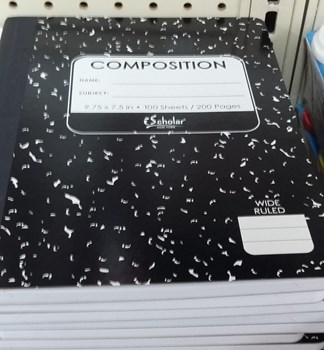 COMPOSITION
NAME:
SUBJECT:
9.75 x 7.5 in • 100 Sheets / 200 Pages
Scholar
WIDE
RULED